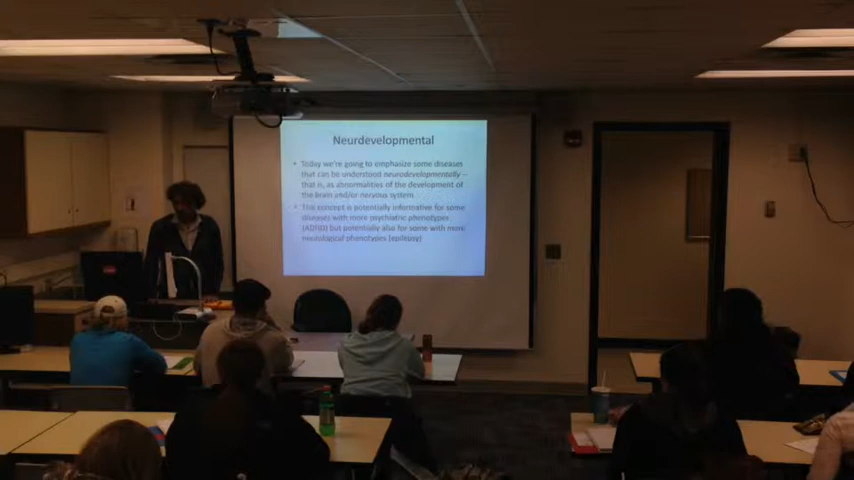 Neurodevelopmental
• Today we're going to emphasize some diseases
that can be understood neurodevelopmentally –
that is, as abnormalities of the development of
the brain and/or nervous system.
• This concept is potentially informative for some
diseases with more psychiatric phenotypes
(ADHD) but potentially also for some with more
neurological phenotypes (epilepsy)